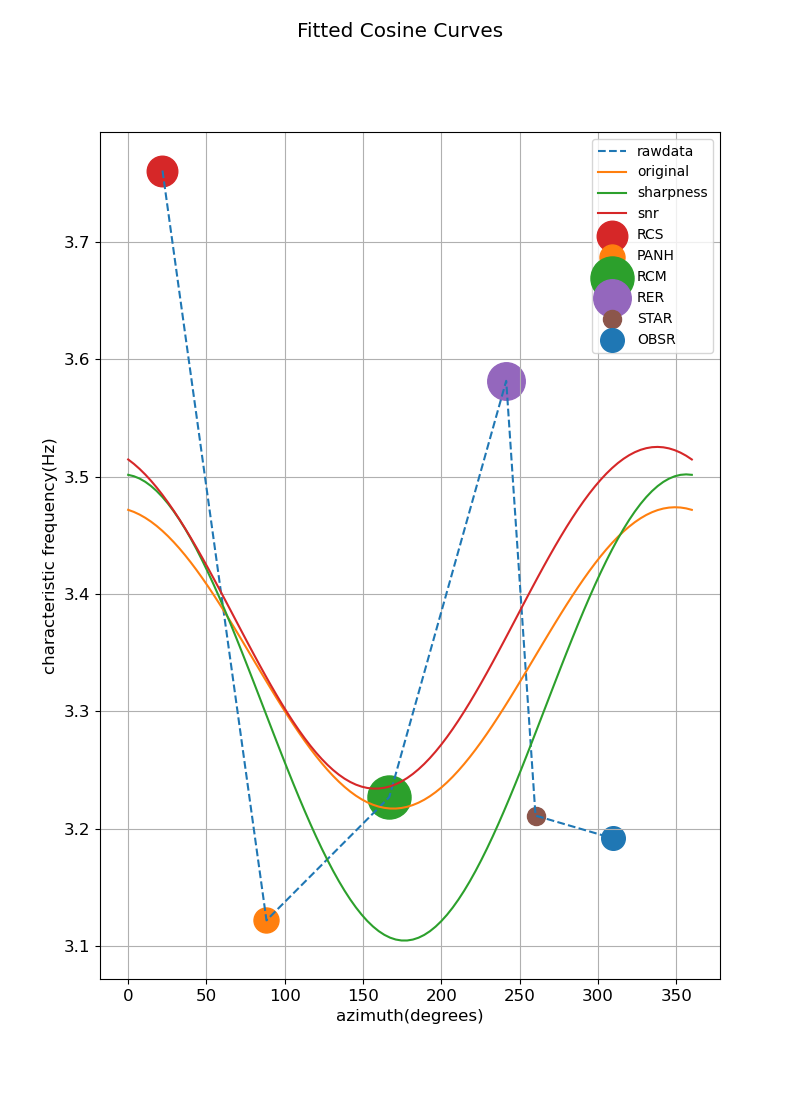 Fitted Cosine Curves
rawdata
original
sharpness
snr
RCS
PANH
RCM
RER
STAR
OBSR
characteristic frequency(Hz)
3.7
3.6
3.5
3.4
3.3
3.2
3.1
0 50 100 150 200 250 300 350
azimuth(degrees)